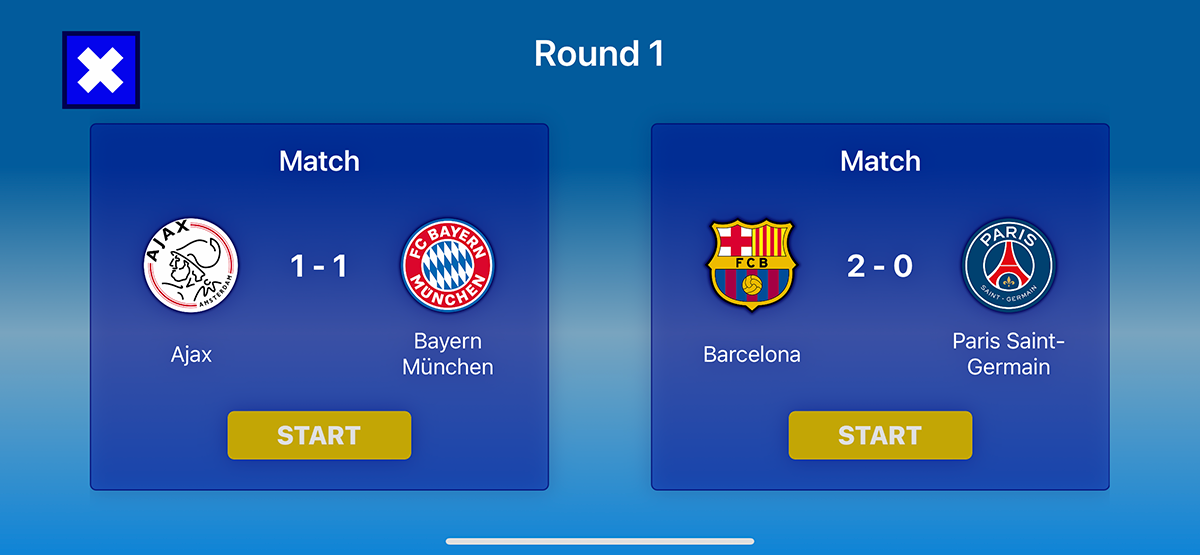 Round 1
Match
AJAX
AMSTERDAM
1 - 1
FC BAYERN
MÜNCHEN
Ajax
Bayern
München
START
Match
FCB
2 - 0
PARIS
SAINT-GERMAIN
Barcelona
Paris Saint-
Germain
START